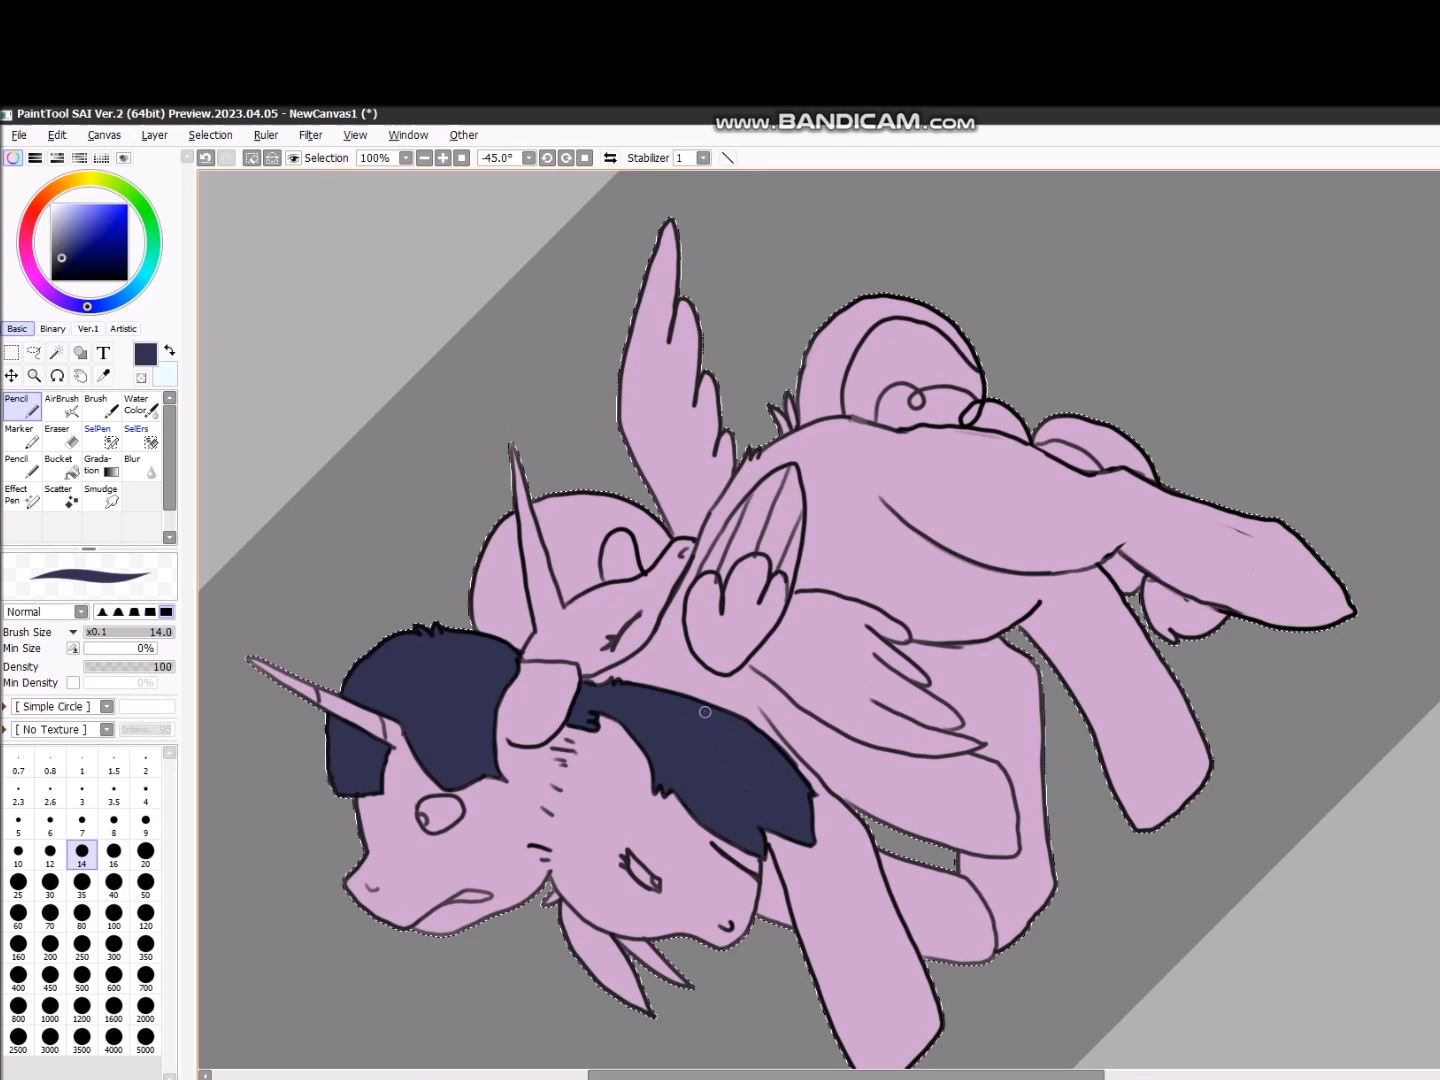 www.BANDICAM.com
PaintTool SAI Ver.2 (64bit) Preview.2023.04.05 - NewCanvas1 (*)
File Edit Canvas Layer Selection Ruler Filter View Window Other
Selection 100% -45.0° Stabilizer 1
Basic Binary Ver.1 Artistic
T
Pencil AirBrush Brush Water Color
Marker Eraser SelPen SelErs
Pencil Bucket Grada-tion Blur
Effect Pen Scatter Smudge
Normal
Brush Size x0.1 14.0
Min Size 0%
Density 100
Min Density 0%
[ Simple Circle ]
[ No Texture ] Intens. 95
0.7 0.8 1 1.5 2
2.3 2.6 3 3.5 4
5 6 7 8 9
10 12 14 16 20
25 30 35 40 50
60 70 80 100 120
160 200 250 300 350
400 450 500 600 700
800 1000 1200 1600 2000
2500 3000 3500 4000 5000